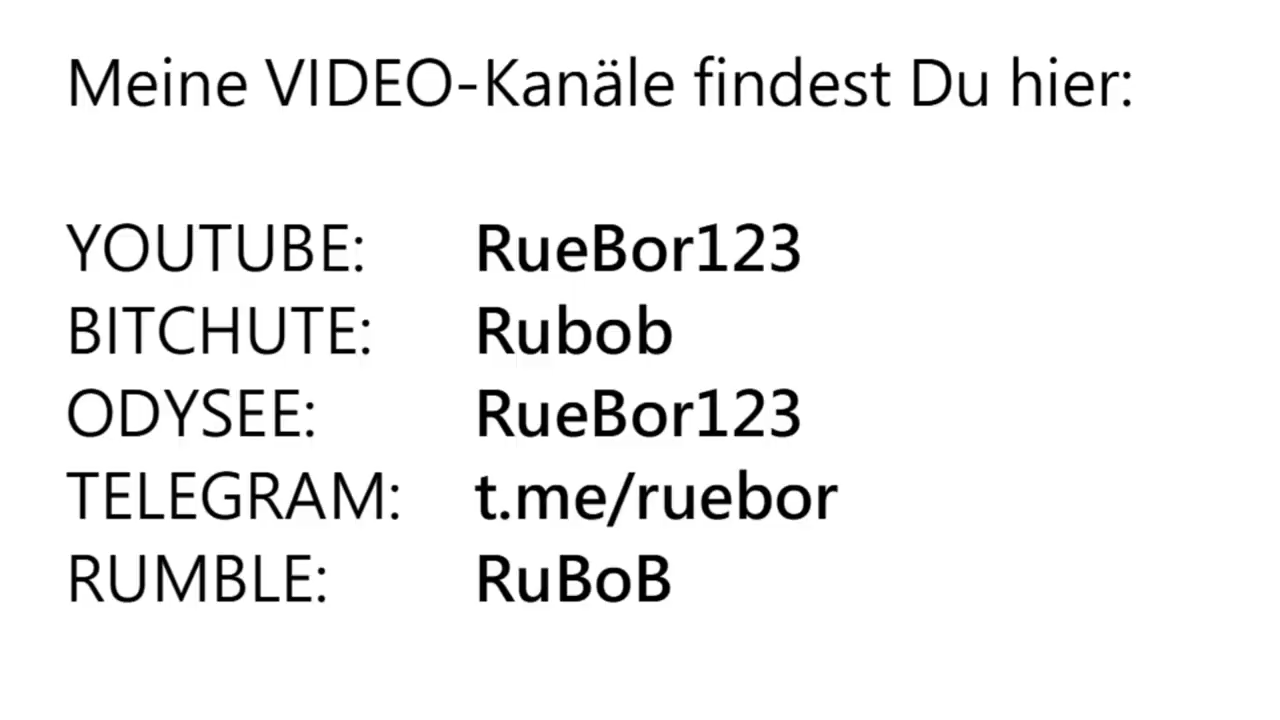 Meine VIDEO-Kanäle findest Du hier:
YOUTUBE: RueBor123
BITCHUTE: Rubob
ODYSEE: RueBor123
TELEGRAM: t.me/ruebor
RUMBLE: RuBoB